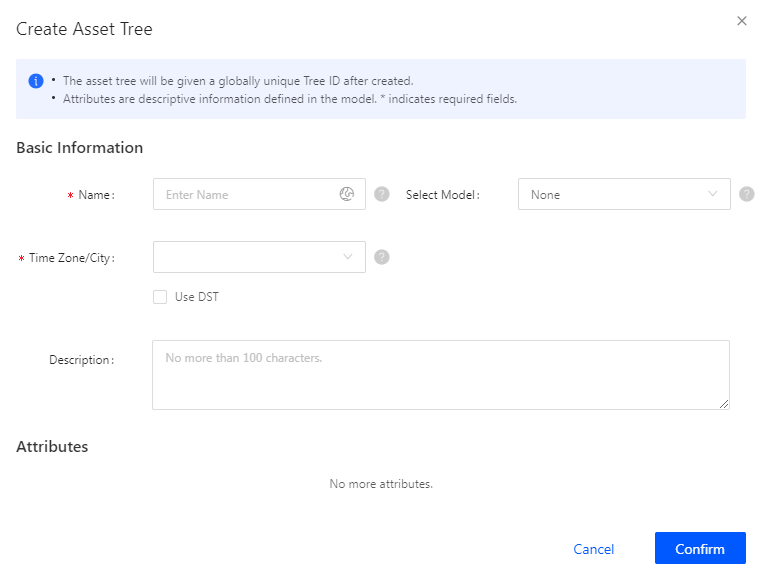 Create Asset Tree
• The asset tree will be given a globally unique Tree ID after created.
• Attributes are descriptive information defined in the model. * indicates required fields.
Basic Information
* Name: Enter Name ? Select Model: None ?
* Time Zone/City: ?
Use DST
Description: No more than 100 characters.
Attributes
No more attributes.
Cancel Confirm